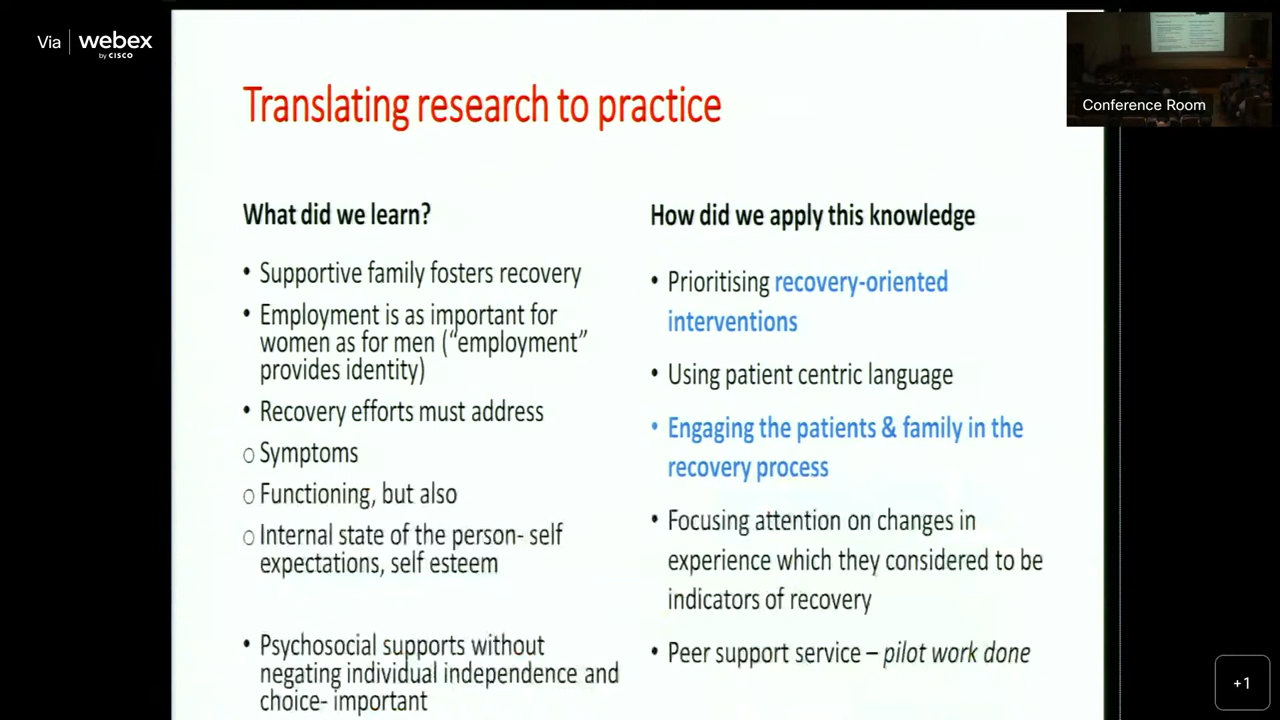 Via webex
by CISCO
Conference Room
Translating research to practice
What did we learn?
• Supportive family fosters recovery
• Employment is as important for
women as for men (“employment”
provides identity)
• Recovery efforts must address
o Symptoms
o Functioning, but also
o Internal state of the person- self
expectations, self esteem
• Psychosocial supports without
negating individual independence and
choice- important
How did we apply this knowledge
• Prioritising recovery-oriented
interventions
• Using patient centric language
• Engaging the patients & family in the
recovery process
• Focusing attention on changes in
experience which they considered to be
indicators of recovery
• Peer support service – pilot work done
+1